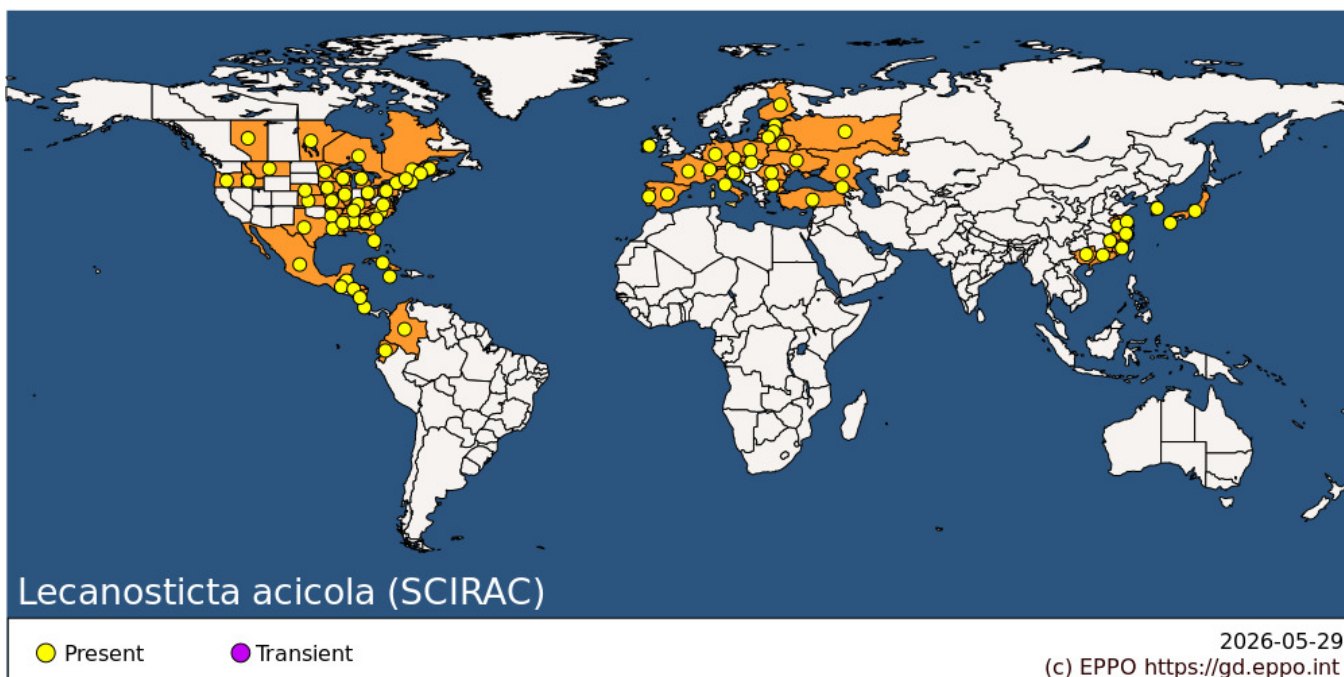 Lecanosticta acicola (SCIRAC)
Present
Transient
2026-05-29
(c) EPPO https://gd.eppo.int